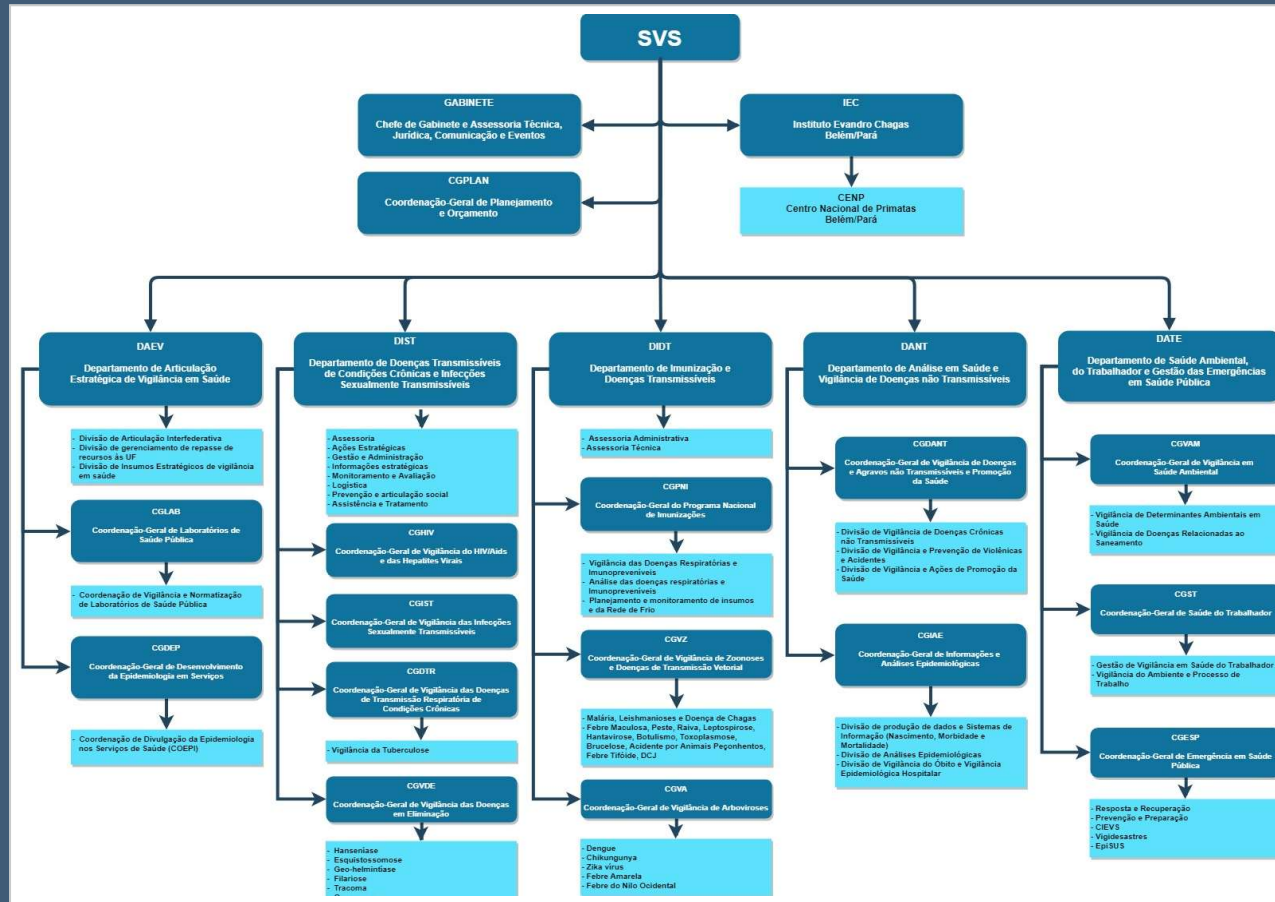 SVS
GABINETE
Chefe de Gabinete e Assessoria Técnica,
Jurídica, Comunicação e Eventos
IEC
Instituto Evandro Chagas
Belém/Pará
CGPLAN
Coordenação-Geral de Planejamento
e Orçamento
CENP
Centro Nacional de Primatas
Belém/Pará
DAEV
Departamento de Articulação
Estratégica de Vigilância em Saúde
- Divisão de Articulação Interfederativa
- Divisão de gerenciamento de repasse de
recursos às UF
- Divisão de Insumos Estratégicos de vigilância
em saúde
CGLAB
Coordenação-Geral de Laboratórios de
Saúde Pública
- Coordenação de Vigilância e Normatização
de Laboratórios de Saúde Pública
CGDEP
Coordenação-Geral de Desenvolvimento
da Epidemiologia em Serviços
- Coordenação de Divulgação da Epidemiologia
nos Serviços de Saúde (COEPI)
DIST
Departamento de Doenças Transmissíveis
de Condições Crônicas e Infecções
Sexualmente Transmissíveis
- Assessoria
- Ações Estratégicas
- Gestão e Administração
- Informações estratégicas
- Monitoramento e Avaliação
- Logística
- Prevenção e articulação social
- Assistência e Tratamento
CGHIV
Coordenação-Geral de Vigilância do HIV/Aids
e das Hepatites Virais
CGIST
Coordenação-Geral de Vigilância das Infecções
Sexualmente Transmissíveis
CGDTR
Coordenação-Geral de Vigilância das Doenças
de Transmissão Respiratória de
Condições Crônicas
- Vigilância da Tuberculose
CGVDE
Coordenação-Geral de Vigilância das Doenças
em Eliminação
- Hanseníase
- Esquistossomose
- Geo-helmintíase
- Filariose
- Tracoma
DIDT
Departamento de Imunização e
Doenças Transmissíveis
- Assessoria Administrativa
- Assessoria Técnica
CGPNI
Coordenação-Geral do Programa Nacional
de Imunizações
- Vigilância das Doenças Respiratórias e
Imunopreveníveis
- Análise das doenças respiratórias e
Imunopreveníveis
- Planejamento e monitoramento de insumos
e da Rede de Frio
CGVZ
Coordenação-Geral de Vigilância de Zoonoses
e Doenças de Transmissão Vetorial
- Malária, Leishmanioses e Doença de Chagas
- Febre Maculosa, Peste, Raiva, Leptospirose,
Hantavirose, Botulismo, Toxoplasmose,
Brucelose, Acidente por Animais Peçonhentos,
Febre Tifóide, DCJ
CGVA
Coordenação-Geral de Vigilância de Arboviroses
- Dengue
- Chikungunya
- Zika vírus
- Febre Amarela
- Febre do Nilo Ocidental
DANT
Departamento de Análise em Saúde e
Vigilância de Doenças não Transmissíveis
CGDANT
Coordenação-Geral de Vigilância de Doenças
e Agravos não Transmissíveis e Promoção
da Saúde
- Divisão de Vigilância de Doenças Crônicas
não Transmissíveis
- Divisão de Vigilância e Prevenção de Violênicas
e Acidentes
- Divisão de Vigilância e Ações de Promoção da
Saúde
CGIAE
Coordenação-Geral de Informações e
Análises Epidemiológicas
- Divisão de produção de dados e Sistemas de
Informação (Nascimento, Morbidade e
Mortalidade)
- Divisão de Análises Epidemiológicas
- Divisão de Vigilância do Óbito e Vigilância
Epidemiológica Hospitalar
DATE
Departamento de Saúde Ambiental,
do Trabalhador e Gestão das Emergências
em Saúde Pública
CGVAM
Coordenação-Geral de Vigilância em
Saúde Ambiental
- Vigilância de Determinantes Ambientais em
Saúde
- Vigilância de Doenças Relacionadas ao
Saneamento
CGST
Coordenação-Geral de Saúde do Trabalhador
- Gestão de Vigilância em Saúde do Trabalhador
- Vigilância do Ambiente e Processo de
Trabalho
CGESP
Coordenação-Geral de Emergência em Saúde
Pública
- Resposta e Recuperação
- Prevenção e Preparação
- CIEVS
- Vigidesastres
- EpiSUS